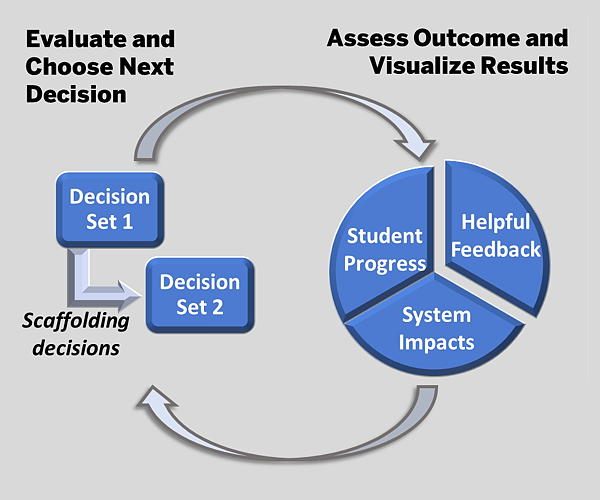 Evaluate and
Choose Next
Decision
Assess Outcome and
Visualize Results
Decision
Set 1
Decision
Set 2
Scaffolding
decisions
Student
Progress
Helpful
Feedback
System
Impacts